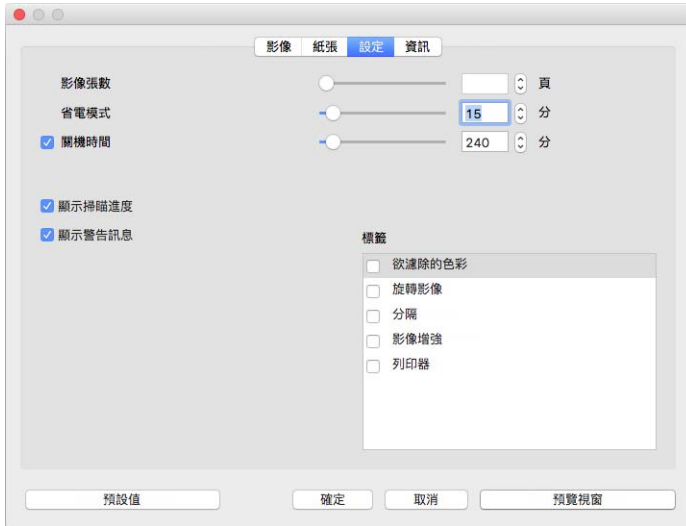 影像 紙張 設定 資訊
影像張數 頁
省電模式 15 分
關機時間 240 分
顯示掃瞄進度
顯示警告訊息
標籤
欲濾除的色彩
旋轉影像
分隔
影像增強
列印器
預設值 確定 取消 預覽視窗